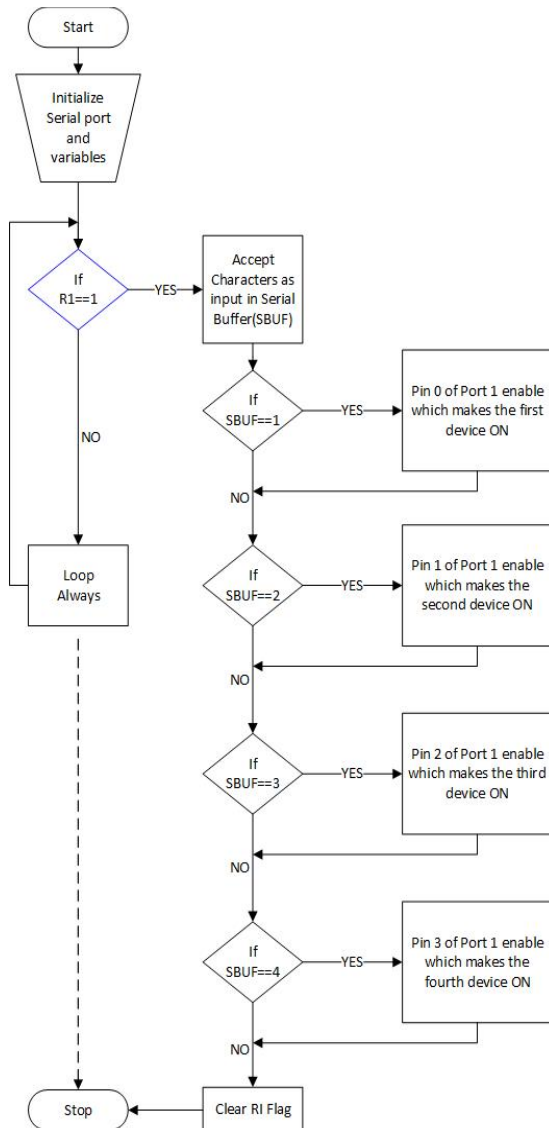 Start
Initialize
Serial port
and
variables
If
R1==1
YES
Accept
Characters as
input in Serial
Buffer(SBUF)
NO
Loop
Always
If
SBUF==1
YES
Pin 0 of Port 1 enable
which makes the first
device ON
NO
If
SBUF==2
YES
Pin 1 of Port 1 enable
which makes the
second device ON
NO
If
SBUF==3
YES
Pin 2 of Port 1 enable
which makes the third
device ON
NO
If
SBUF==4
YES
Pin 3 of Port 1 enable
which makes the
fourth device ON
NO
Clear RI Flag
Stop